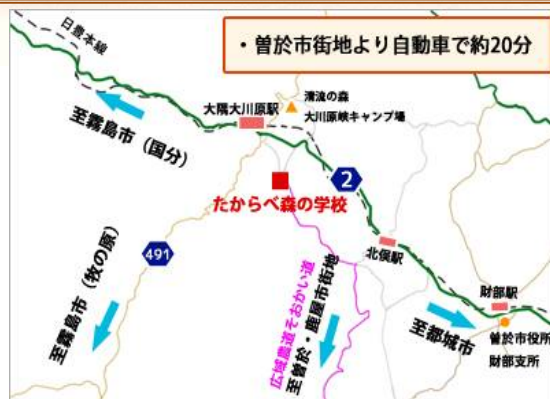 ・曽於市街地より自動車で約20分
日豊本線
清流の森
大川原峡キャンプ場
大隅大川原駅
至霧島市（国分）
2
たからべ森の学校
491
北俣駅
至霧島市（牧の原）
広域農道そおかい道
至曽於・鹿屋市街地
財部駅
至都城市
曽於市役所
財部支所